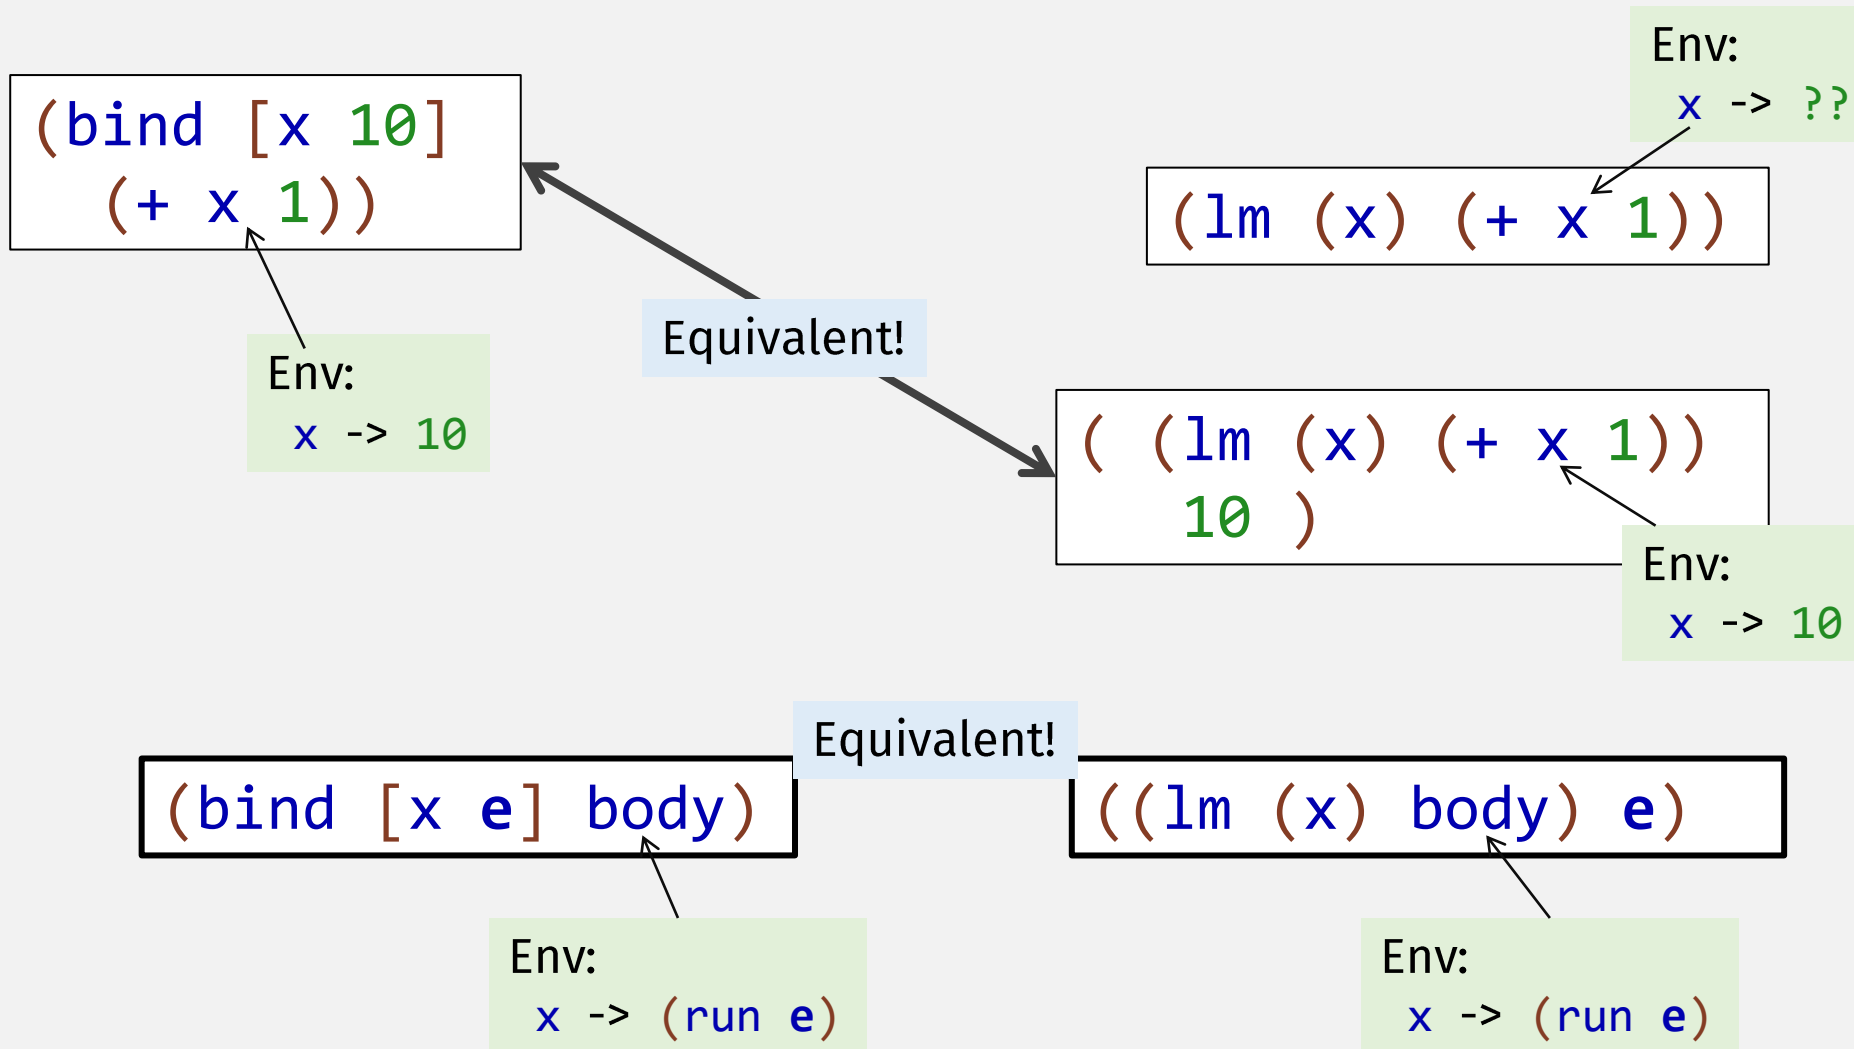 (bind [x 10]
  (+ x 1))
Env:
x -> 10
Equivalent!
Env:
x -> ??
(lm (x) (+ x 1))
( (lm (x) (+ x 1))
   10 )
Env:
x -> 10
Equivalent!
(bind [x e] body)
((lm (x) body) e)
Env:
x -> (run e)
Env:
x -> (run e)